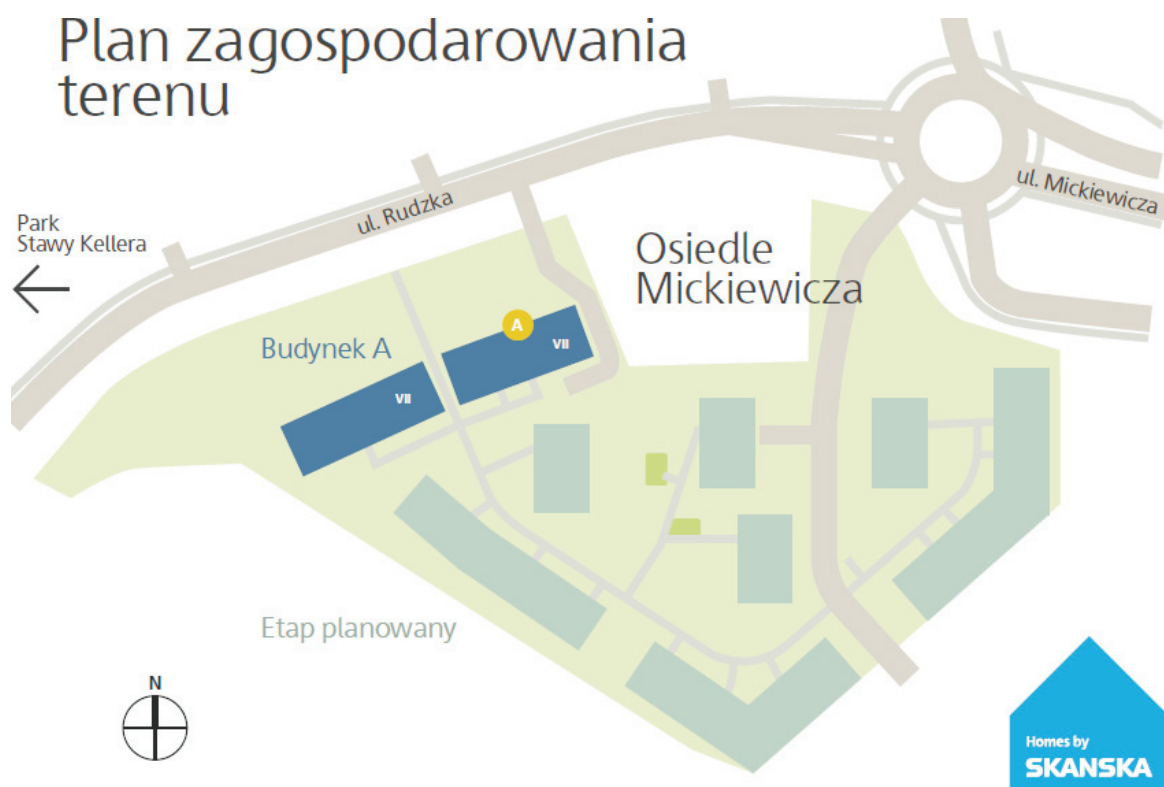 Plan zagospodarowania
terenu
ul. Mickiewicza
ul. Rudzka
Park
Stawy Kellera
Osiedle
Mickiewicza
A
Budynek A
VII
VII
Etap planowany
N
Homes by
SKANSKA